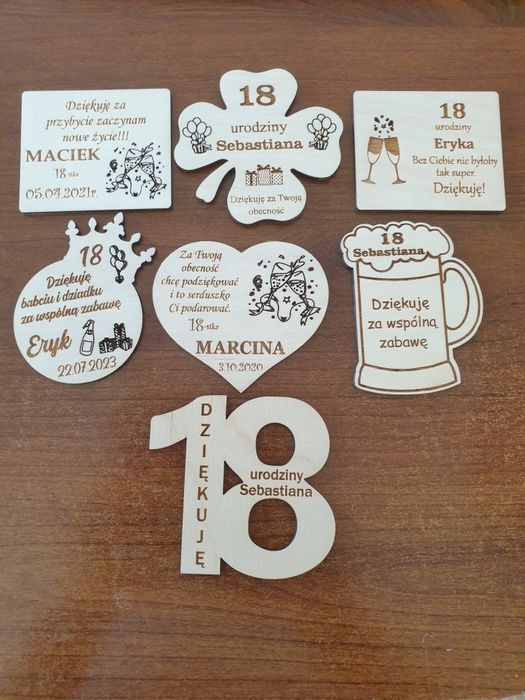 Dziękuję za
przybycie zaczynam
nowe życie!!!
MACIEK
18-stka
05.04.2021r.
18
urodziny
Sebastiana
Dziękuję za Twoją
obecność
18
urodziny
Eryka
Bez Ciebie nie byłoby
tak super.
Dziękuję!
18
Dziękuję
babciu i dziadku
za wspólną zabawę
Eryk
22.07.2023
Za Twoją
obecność
chcę podziękować
i to serduszko
Ci podarować.
18-stka
MARCINA
3.10.2020
18
Sebastiana
Dziękuję
za wspólną
zabawę
DZIĘKUJĘ
18
urodziny
Sebastiana